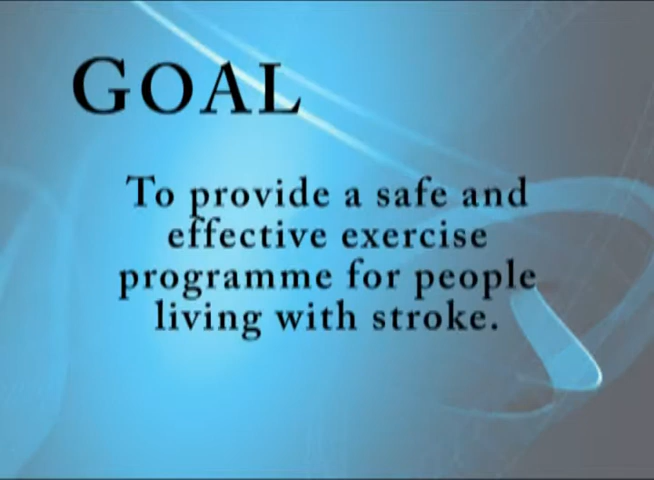 GOAL
To provide a safe and
effective exercise
programme for people
living with stroke.